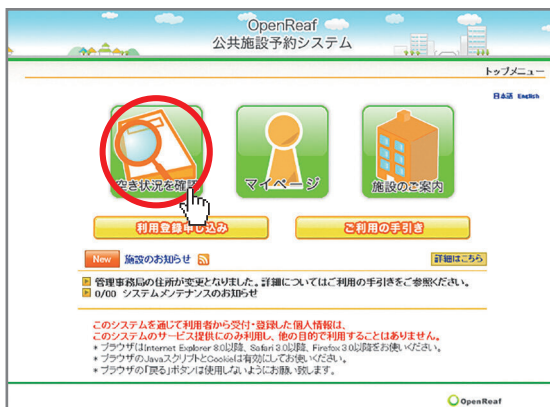 OpenReaf
公共施設予約システム
トップメニュー
日本語 English
空き状況を確認
マイページ
施設のご案内
利用登録申し込み
ご利用の手引き
New 施設のお知らせ 詳細はこちら
管理事務局の住所が変更となりました。詳細についてはご利用の手引きをご参照ください。
0/00 システムメンテナンスのお知らせ
このシステムを通じて利用者から受付・登録した個人情報は、
このシステムのサービス提供にのみ利用し、他の目的で利用することはありません。
* ブラウザはInternet Explorer 8.0以降、Safari 3.0以降、Firefox 3.0以降をお使いください。
* ブラウザのJavaスクリプトとCookieは有効にしてお使いください。
* ブラウザの「戻る」ボタンは使用しないようにお願い致します。
OpenReaf